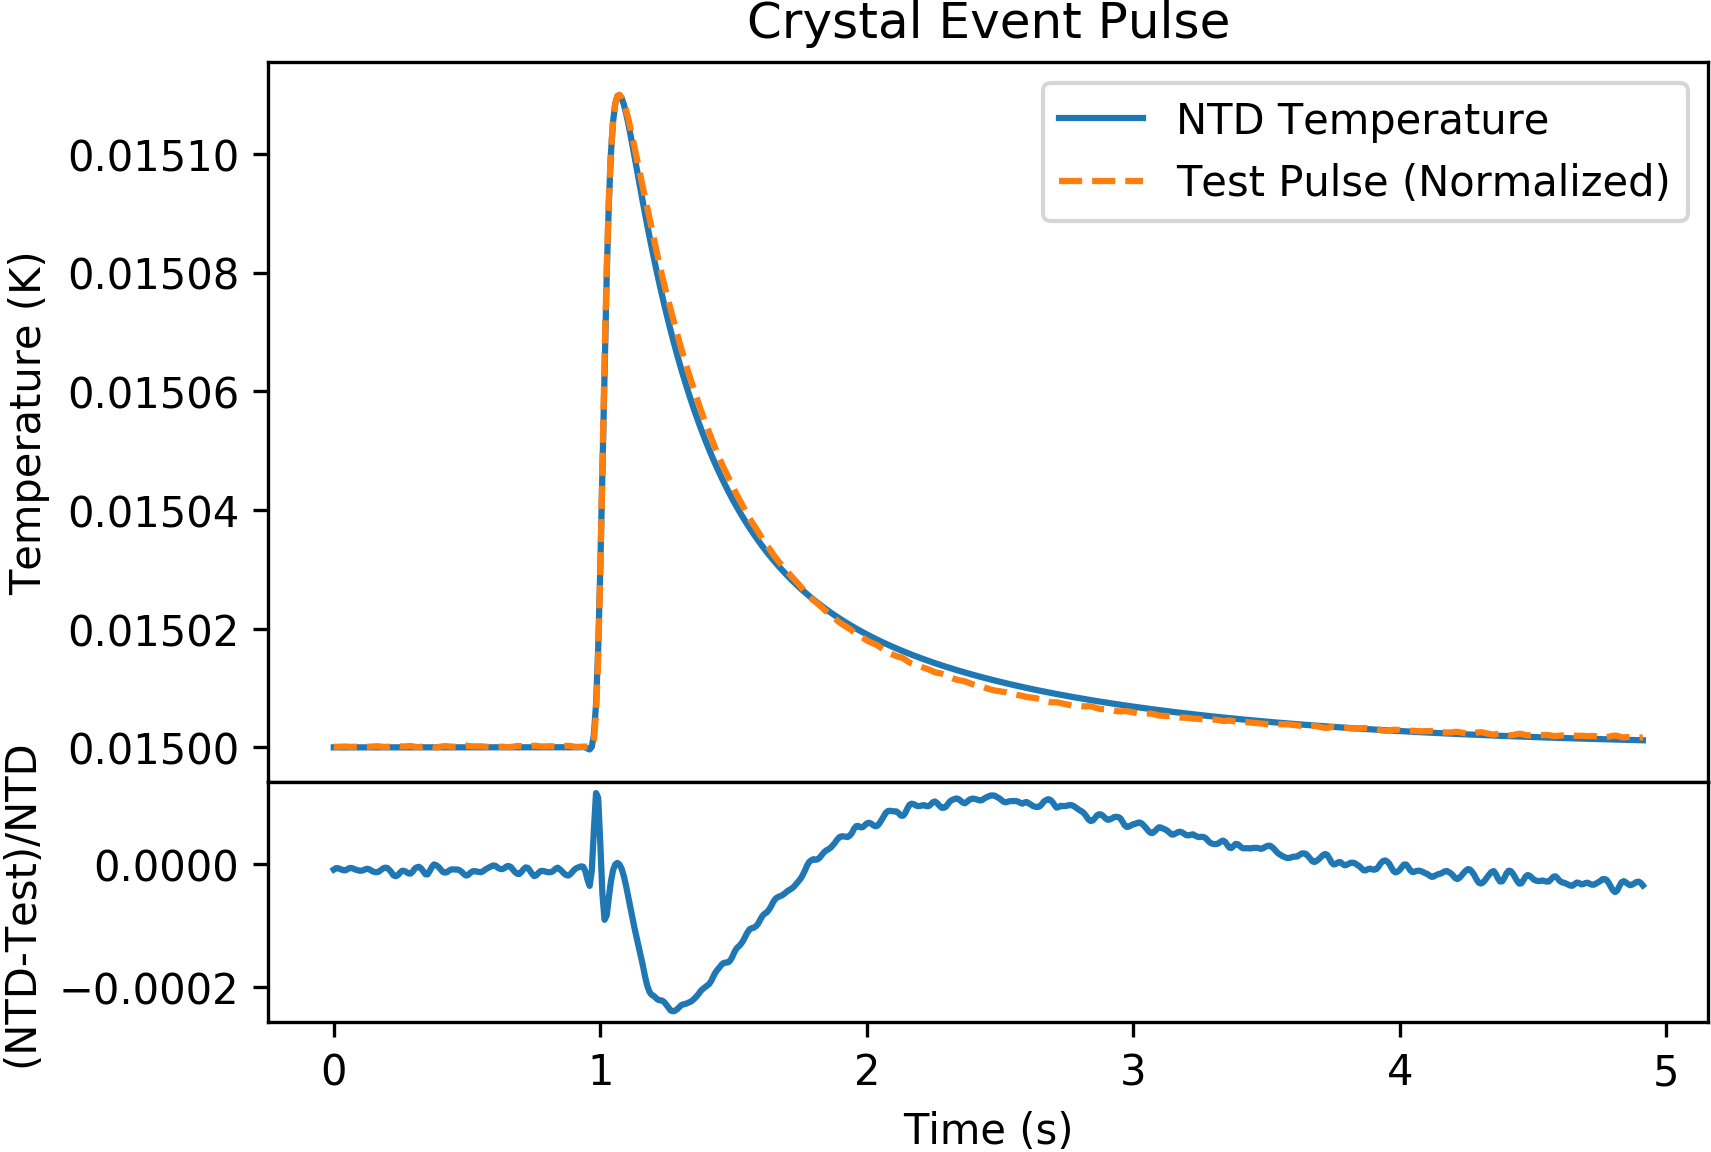 Crystal Event Pulse
NTD Temperature
Test Pulse (Normalized)
Temperature (K)
0.01510
0.01508
0.01506
0.01504
0.01502
0.01500
(NTD-Test)/NTD
0.0000
−0.0002
0 1 2 3 4 5
Time (s)